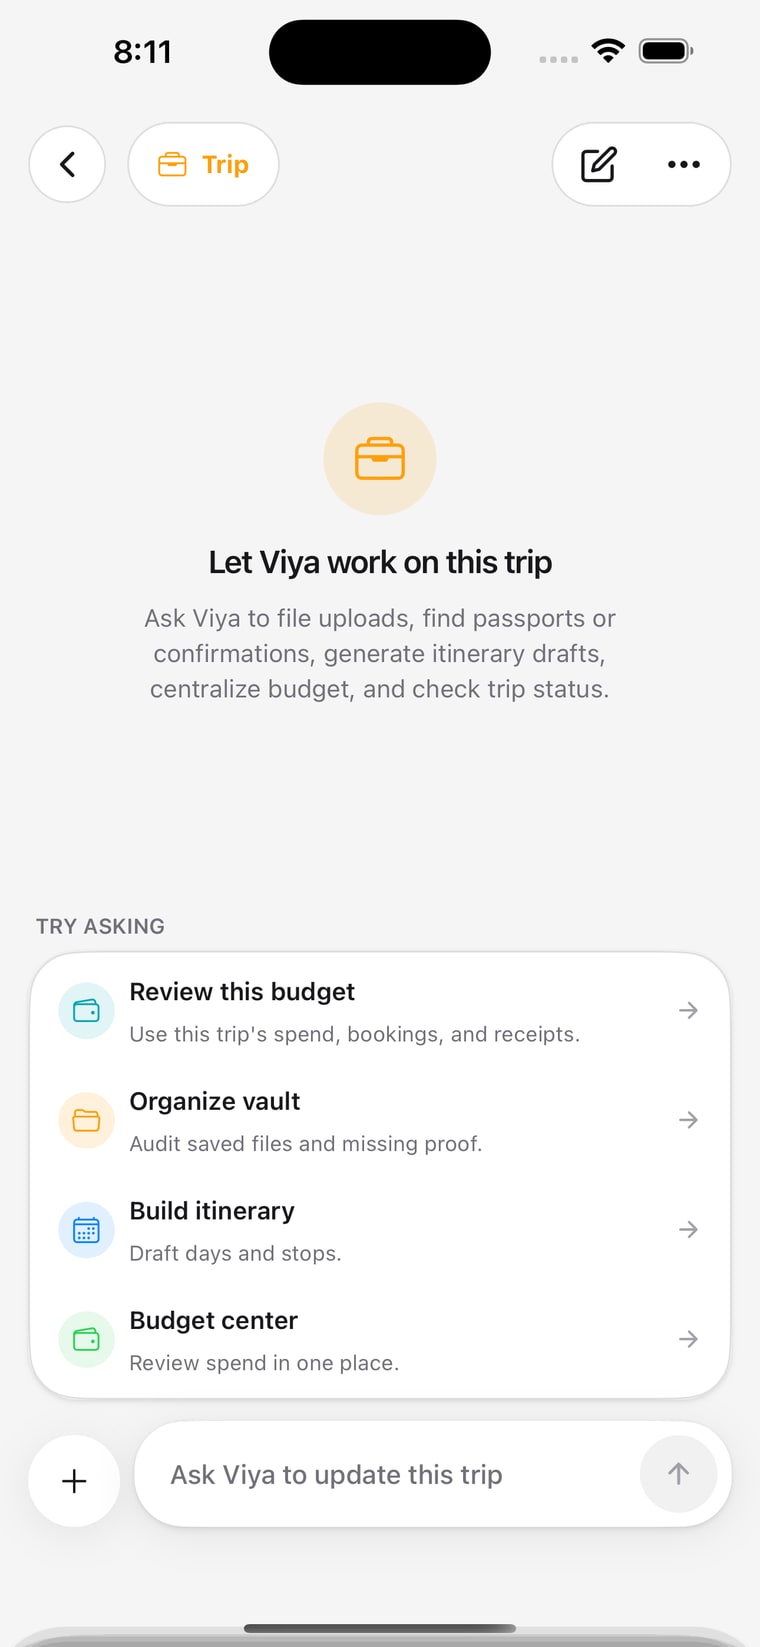 8:11
Trip
Let Viya work on this trip
Ask Viya to file uploads, find passports or
confirmations, generate itinerary drafts,
centralize budget, and check trip status.
TRY ASKING
Review this budget
Use this trip's spend, bookings, and receipts.
Organize vault
Audit saved files and missing proof.
Build itinerary
Draft days and stops.
Budget center
Review spend in one place.
Ask Viya to update this trip